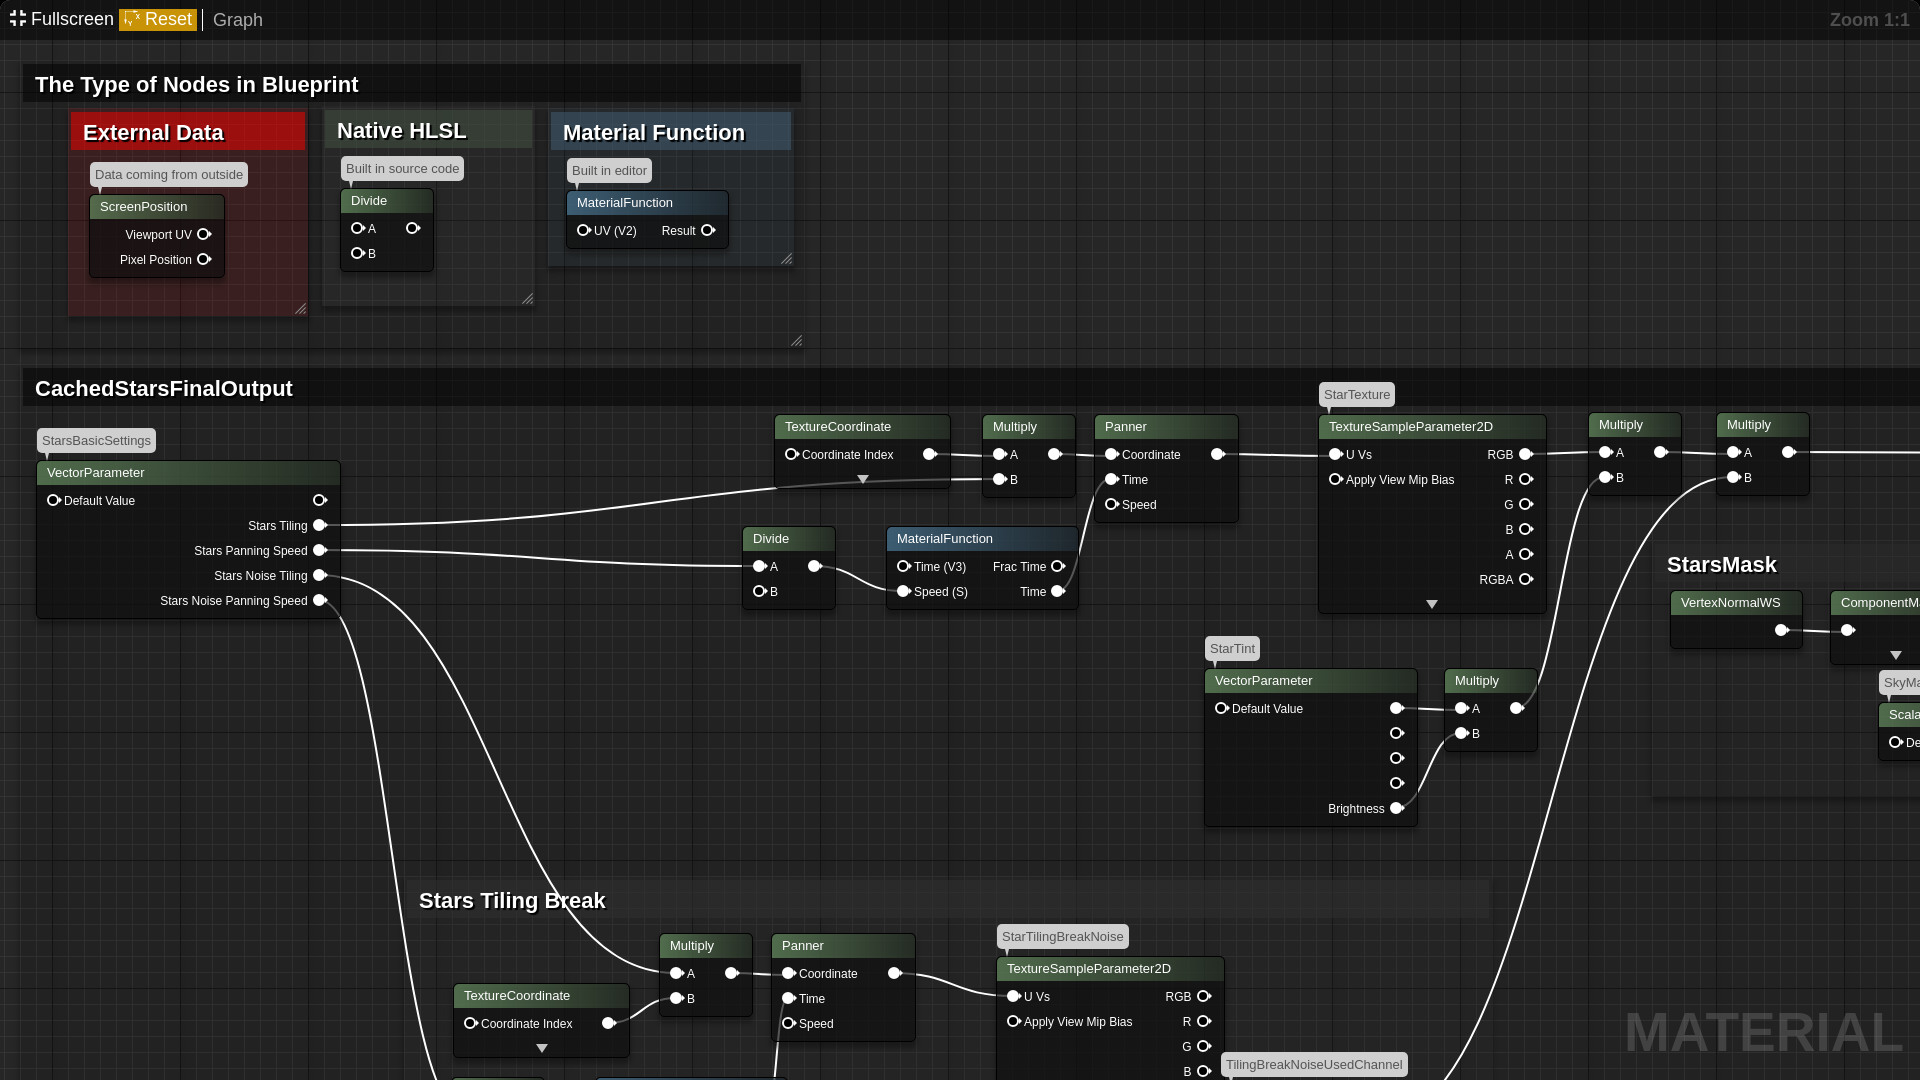 Fullscreen Reset Graph
Zoom 1:1
The Type of Nodes in Blueprint
External Data
Data coming from outside
ScreenPosition
Viewport UV
Pixel Position
Native HLSL
Built in source code
Divide
A
B
Material Function
Built in editor
MaterialFunction
UV (V2) Result
CachedStarsFinalOutput
StarsBasicSettings
VectorParameter
Default Value
Stars Tiling
Stars Panning Speed
Stars Noise Tiling
Stars Noise Panning Speed
TextureCoordinate
Coordinate Index
Multiply
A
B
Panner
Coordinate
Time
Speed
Divide
A
B
MaterialFunction
Time (V3) Frac Time
Speed (S) Time
StarTexture
TextureSampleParameter2D
U Vs RGB
Apply View Mip Bias R
G
B
A
RGBA
Multiply
A
B
Multiply
A
B
StarTint
VectorParameter
Default Value
Brightness
Multiply
A
B
StarsMask
VertexNormalWS
ComponentMa
SkyMa
Scala
De
Stars Tiling Break
Multiply
A
B
TextureCoordinate
Coordinate Index
Panner
Coordinate
Time
Speed
StarTilingBreakNoise
TextureSampleParameter2D
U Vs RGB
Apply View Mip Bias R
G
B
TilingBreakNoiseUsedChannel
MATERIAL